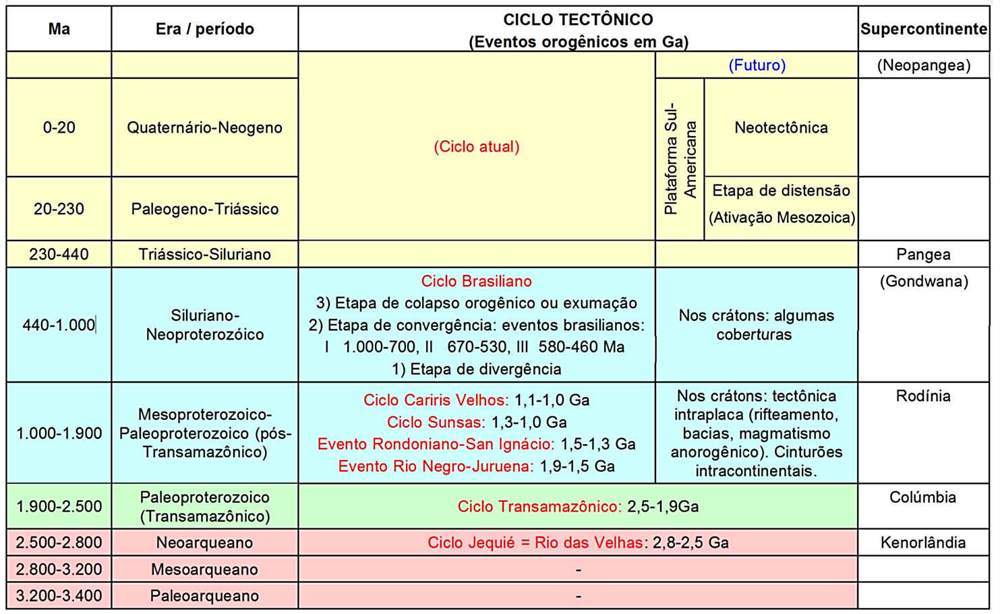 Ma
Era / período
CICLO TECTÔNICO
(Eventos orogênicos em Ga)
Supercontinente
(Futuro)
(Neopangea)
0-20
Quaternário-Neogeno
(Ciclo atual)
Plataforma Sul-
Americana
Neotectônica
20-230
Paleogeno-Triássico
Etapa de distensão
(Ativação Mesozoica)
230-440
Triássico-Siluriano
Pangea
440-1.000
Siluriano-
Neoproterozóico
Ciclo Brasiliano
3) Etapa de colapso orogênico ou exumação
2) Etapa de convergência: eventos brasilianos:
I 1.000-700, II 670-530, III 580-460 Ma
1) Etapa de divergência
Nos crátons: algumas
coberturas
(Gondwana)
1.000-1.900
Mesoproterozoico-
Paleoproterozoico (pós-
Transamazônico)
Ciclo Cariris Velhos: 1,1-1,0 Ga
Ciclo Sunsas: 1,3-1,0 Ga
Evento Rondoniano-San Ignácio: 1,5-1,3 Ga
Evento Rio Negro-Juruena: 1,9-1,5 Ga
Nos crátons: tectônica
intraplaca (rifteamento,
bacias, magmatismo
anorogênico). Cinturões
intracontinentais.
Rodínia
1.900-2.500
Paleoproterozoico
(Transamazônico)
Ciclo Transamazônico: 2,5-1,9Ga
Colúmbia
2.500-2.800
Neoarqueano
Ciclo Jequié = Rio das Velhas: 2,8-2,5 Ga
Kenorlândia
2.800-3.200
Mesoarqueano
-
3.200-3.400
Paleoarqueano
-